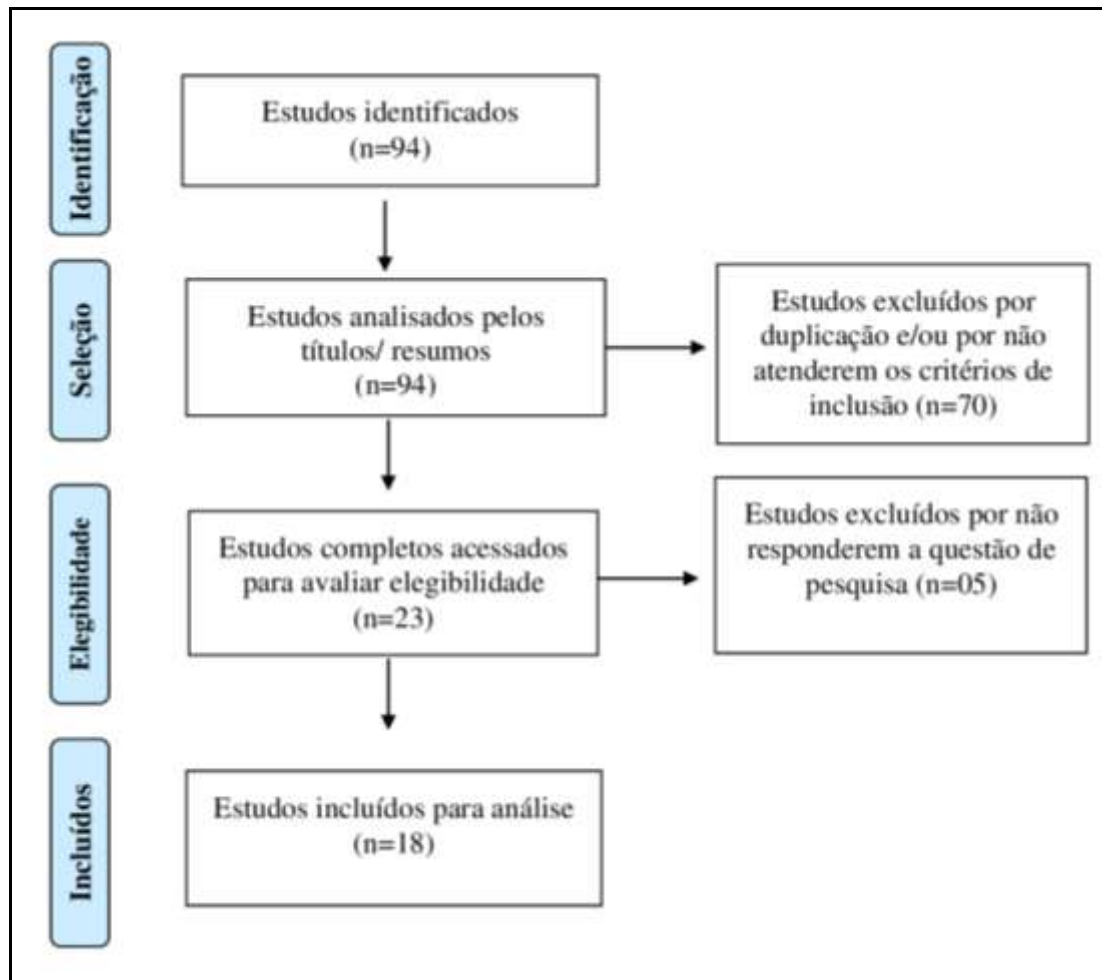 Identificação
Estudos identificados
(n=94)
Seleção
Estudos analisados pelos
títulos/ resumos
(n=94)
Estudos excluídos por
duplicação e/ou por não
atenderem os critérios de
inclusão (n=70)
Elegibilidade
Estudos completos acessados
para avaliar elegibilidade
(n=23)
Estudos excluídos por não
responderem a questão de
pesquisa (n=05)
Incluídos
Estudos incluídos para análise
(n=18)